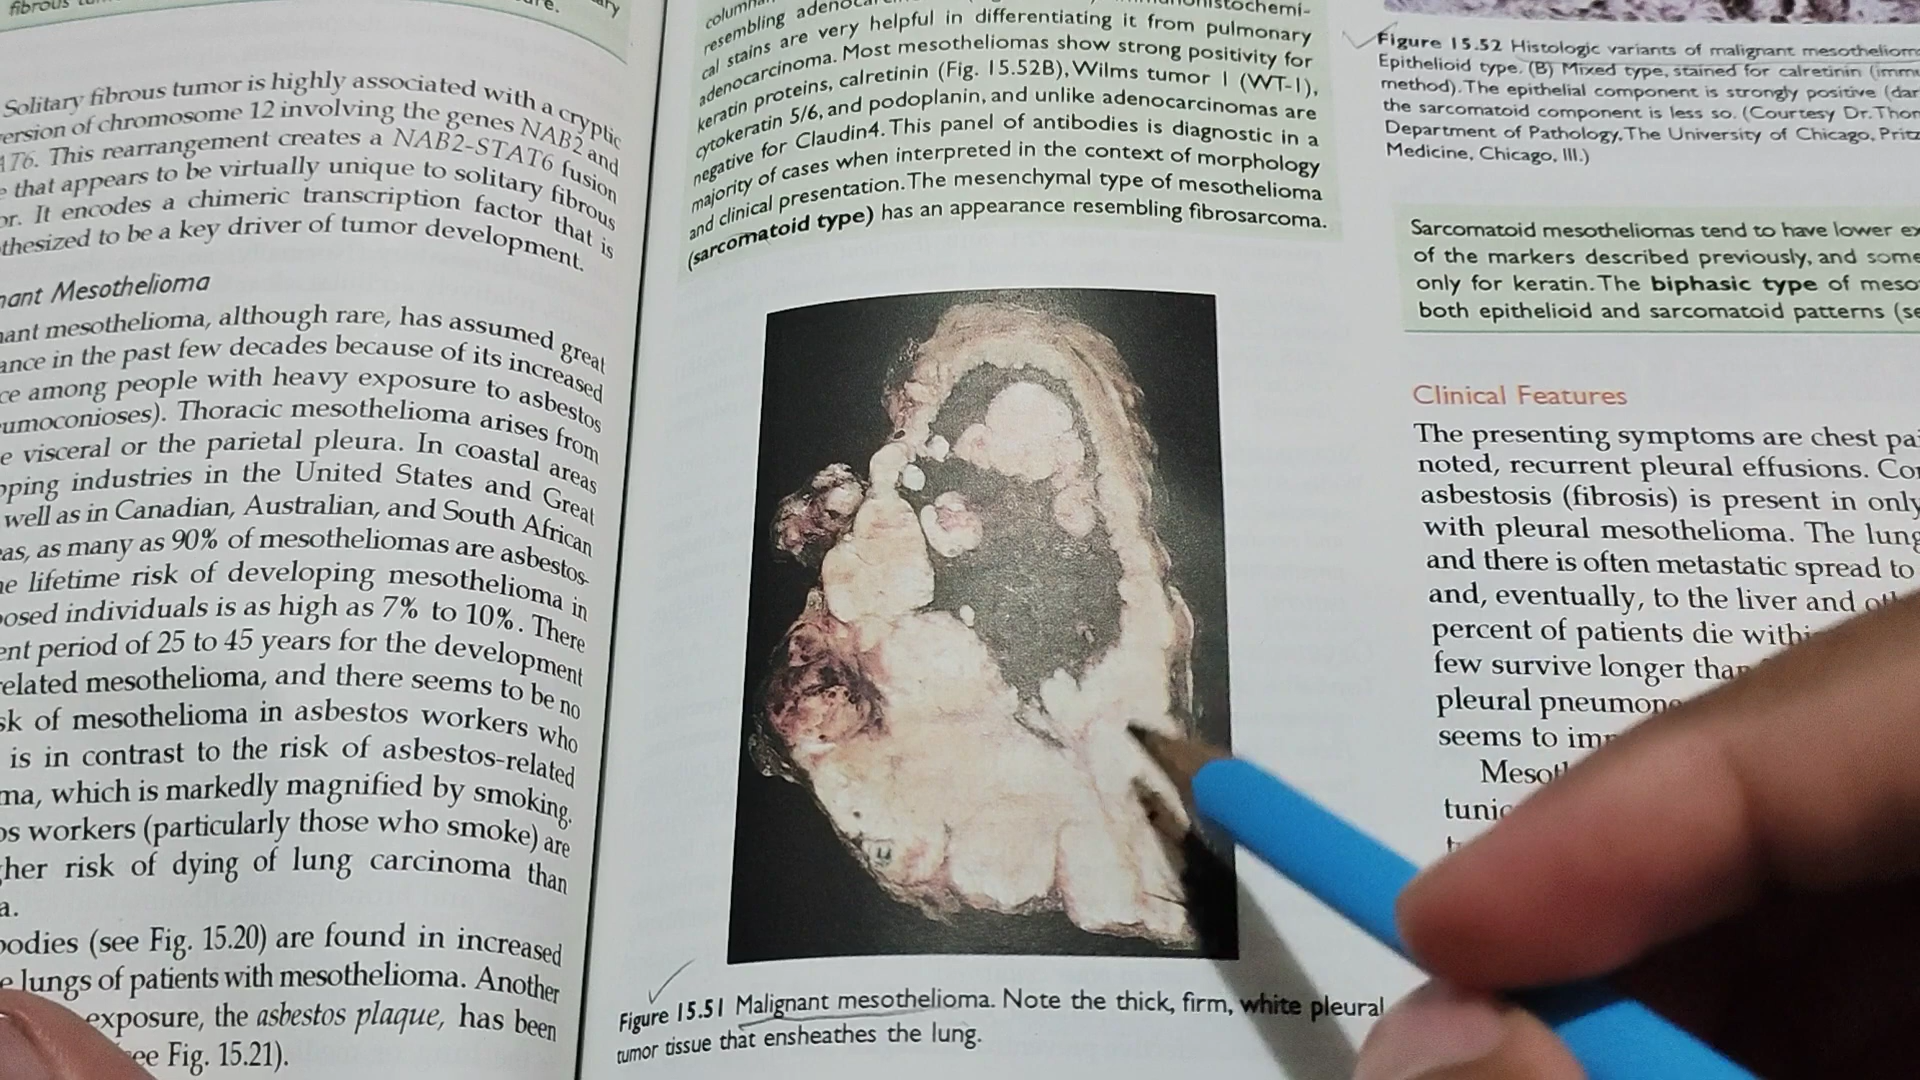 fibrous
Solitary fibrous tumor is highly associated with a cryptic
version of chromosome 12 involving the genes NAB2 and
AT6. This rearrangement creates a NAB2-STAT6 fusion
e that appears to be virtually unique to solitary fibrous
or. It encodes a chimeric transcription factor that is
thesized to be a key driver of tumor development.
nant Mesothelioma
nant mesothelioma, although rare, has assumed great
ance in the past few decades because of its increased
ce among people with heavy exposure to asbestos
umoconioses). Thoracic mesothelioma arises from
e visceral or the parietal pleura. In coastal areas
pping industries in the United States and Great
well as in Canadian, Australian, and South African
as, as many as 90% of mesotheliomas are asbestos-
ne lifetime risk of developing mesothelioma in
posed individuals is as high as 7% to 10%. There
ent period of 25 to 45 years for the development
related mesothelioma, and there seems to be no
sk of mesothelioma in asbestos workers who
is in contrast to the risk of asbestos-related
ma, which is markedly magnified by smoking.
os workers (particularly those who smoke) are
her risk of dying of lung carcinoma than
a.
bodies (see Fig. 15.20) are found in increased
e lungs of patients with mesothelioma. Another
exposure, the asbestos plaque, has been
ee Fig. 15.21).
resembling
cal stains are very helpful in differentiating it from pulmonary
adenocarcinoma. Most mesotheliomas show strong positivity for
keratin proteins, calretinin (Fig. 15.52B), Wilms tumor 1 (WT-1),
cytokeratin 5/6, and podoplanin, and unlike adenocarcinomas are
negative for Claudin4. This panel of antibodies is diagnostic in a
majority of cases when interpreted in the context of morphology
and clinical presentation. The mesenchymal type of mesothelioma
(sarcomatoid type) has an appearance resembling fibrosarcoma.
Figure 15.51 Malignant mesothelioma. Note the thick, firm, white pleural
tumor tissue that ensheathes the lung.
Figure 15.52 Histologic variants of malignant mesothelioma
Epithelioid type. (B) Mixed type, stained for calretinin (immu
method). The epithelial component is strongly positive (dar
the sarcomatoid component is less so. (Courtesy Dr. Thom
Department of Pathology, The University of Chicago, Pritz
Medicine, Chicago, Ill.)
Sarcomatoid mesotheliomas tend to have lower ex
of the markers described previously, and some
only for keratin. The biphasic type of meso
both epithelioid and sarcomatoid patterns (se
Clinical Features
The presenting symptoms are chest pa
noted, recurrent pleural effusions. Co
asbestosis (fibrosis) is present in only
with pleural mesothelioma. The lung
and there is often metastatic spread to
and, eventually, to the liver and
percent of patients die with
few survive longer than
pleural pneumon
seems to im
Mesot
tunic